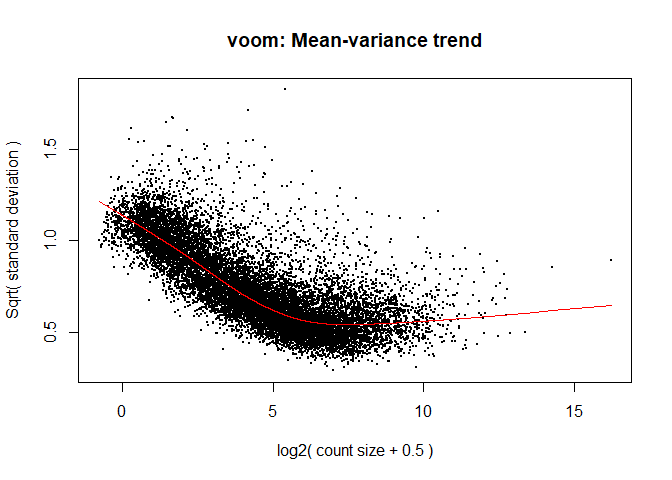 voom: Mean-variance trend
Sqrt( standard deviation )
1.5
1.0
0.5
0
5
10
15
log2( count size + 0.5 )